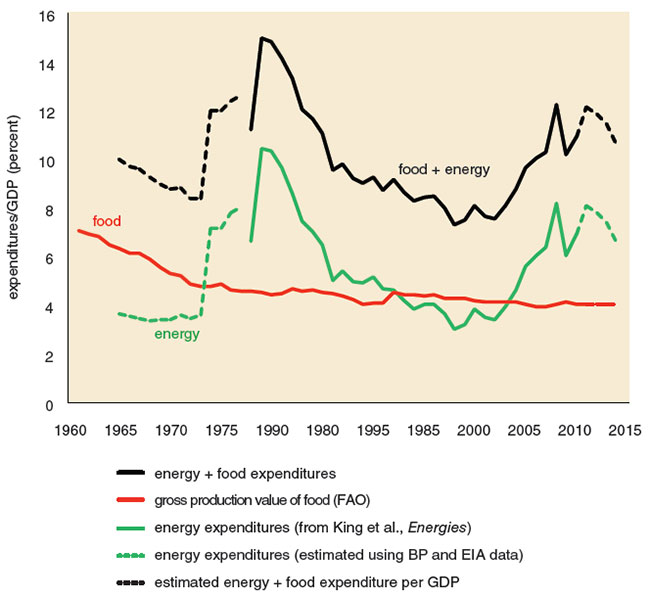 expenditures/GDP (percent)
16
14
12
10
8
6
4
2
0
food + energy
food
energy
1960 1965 1970 1975 1990 1980 1995 1985 2000 2005 2010 2015
energy + food expenditures
gross production value of food (FAO)
energy expenditures (from King et al., Energies)
energy expenditures (estimated using BP and EIA data)
estimated energy + food expenditure per GDP